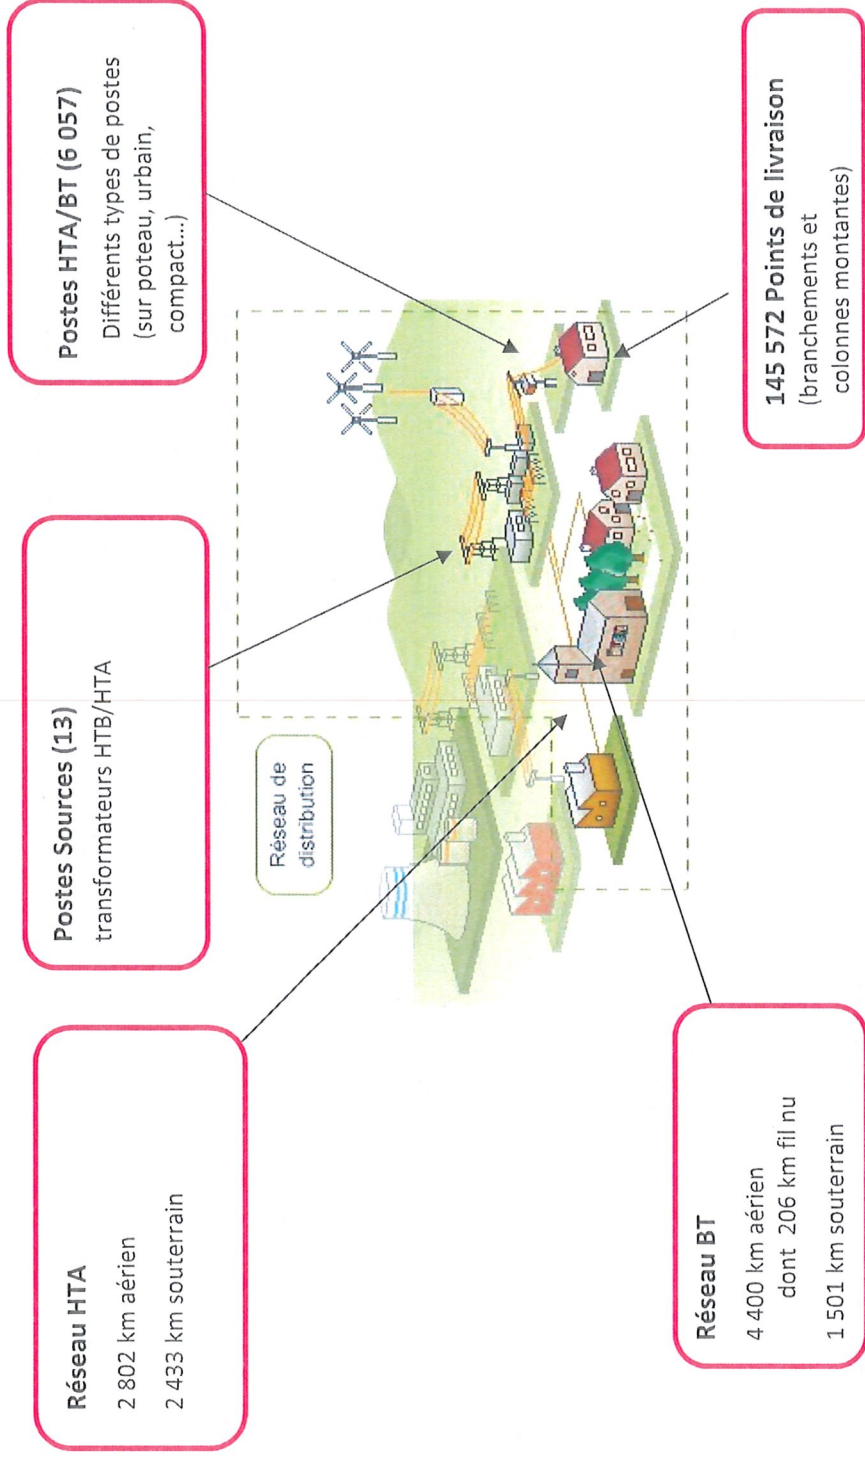 Réseau HTA
2 802 km aérien
2 433 km souterrain
Postes Sources (13)
transformateurs HTB/HTA
Postes HTA/BT (6 057)
Différents types de postes
(sur poteau, urbain,
compact...)
Réseau de
distribution
Réseau BT
4 400 km aérien
dont 206 km fil nu
1 501 km souterrain
145 572 Points de livraison
(branchements et
colonnes montantes)